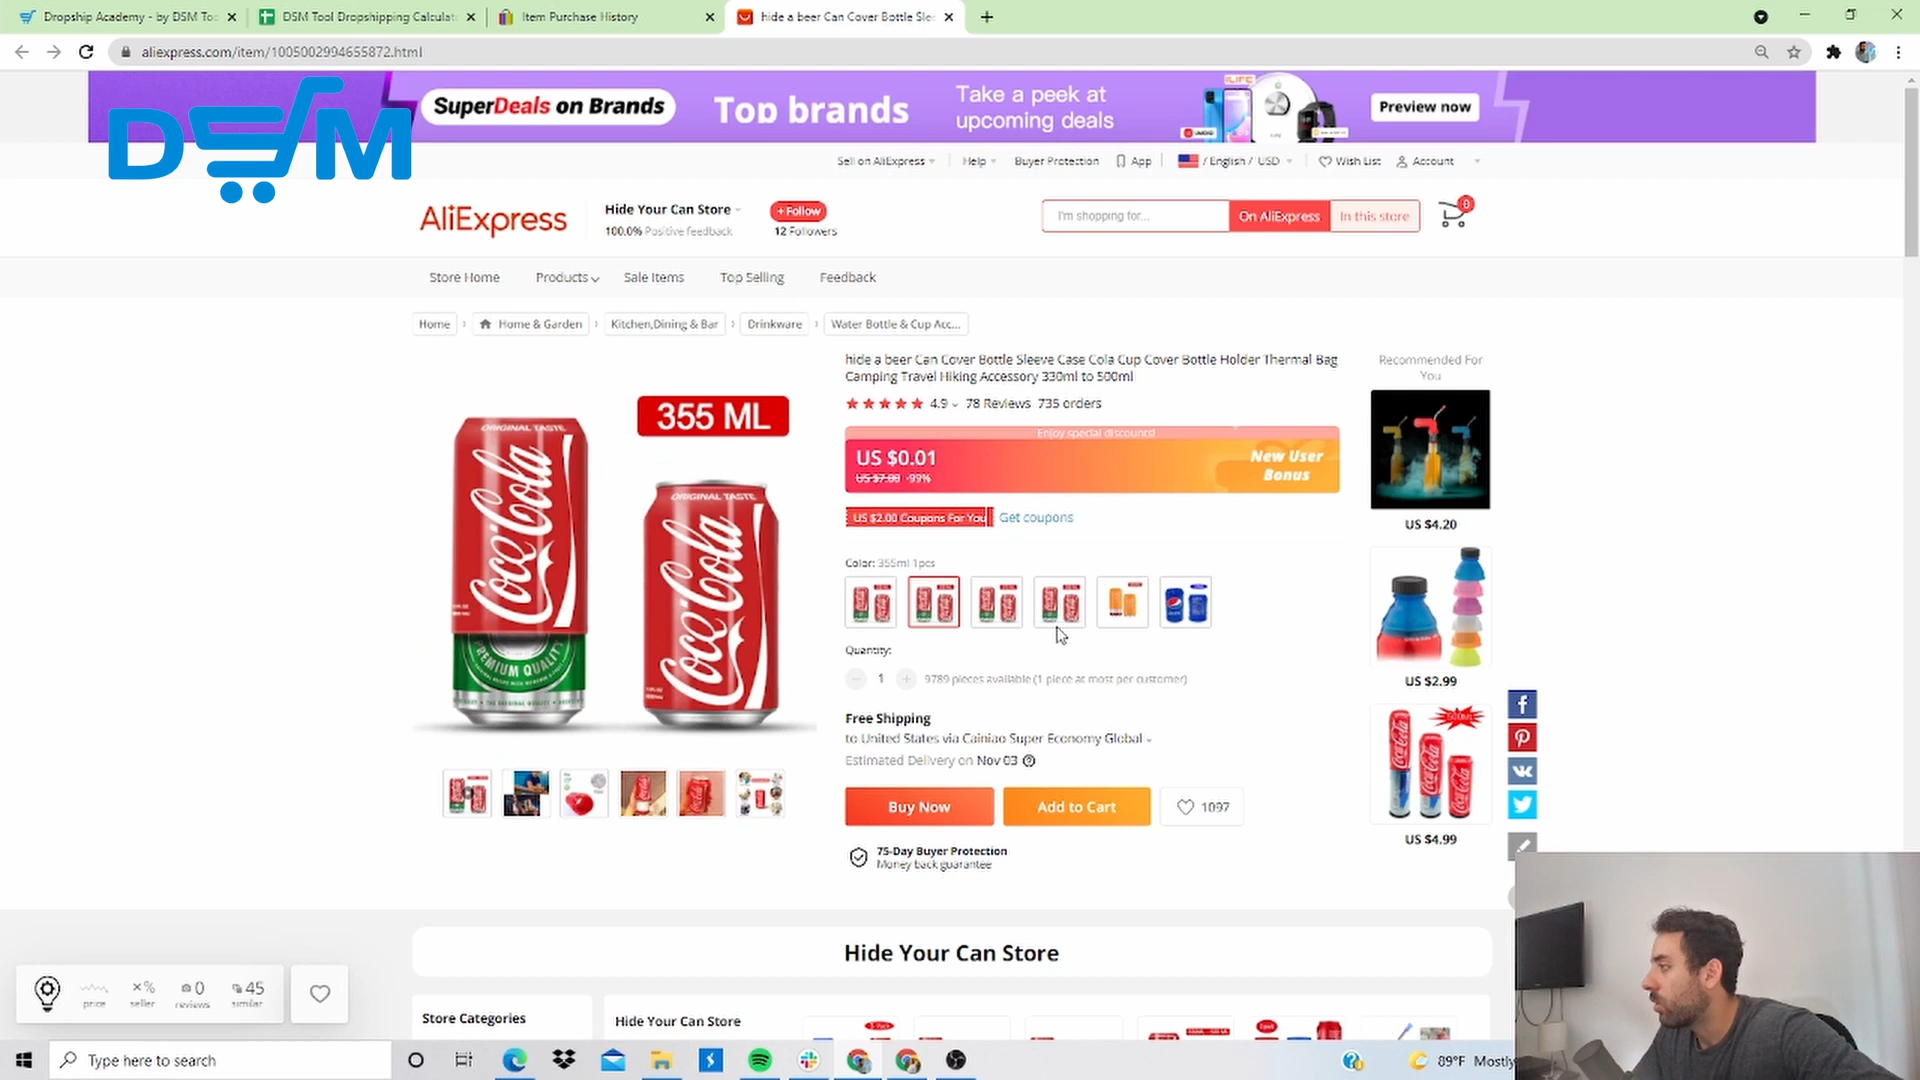 Dropship Academy - by DSM To
DSM Tool Dropshipping Calculat
Item Purchase History
hide a beer Can Cover Bottle Sle
aliexpress.com/item/1005002994655872.html
DSM
SuperDeals on Brands
Top brands
Take a peek at
upcoming deals
Preview now
Sell on AliExpress
Help
Buyer Protection
App
/ English / USD
Wish List
Account
AliExpress
Hide Your Can Store
100.0% Positive feedback
+ Follow
12 Followers
I'm shopping for...
On AliExpress
In this store
0
Store Home
Products
Sale Items
Top Selling
Feedback
Home
Home & Garden
Kitchen,Dining & Bar
Drinkware
Water Bottle & Cup Acc...
hide a beer Can Cover Bottle Sleeve Case Cola Cup Cover Bottle Holder Thermal Bag
Camping Travel Hiking Accessory 330ml to 500ml
4.9
78 Reviews
735 orders
Enjoy special discounts!
US $0.01
US $7.00 -99%
New User
Bonus
US $2.00 Coupons For You
Get coupons
Color: 355ml 1pcs
Quantity:
1
9789 pieces available (1 piece at most per customer)
Free Shipping
to United States via Cainiao Super Economy Global
Estimated Delivery on Nov 03
Buy Now
Add to Cart
1097
75-Day Buyer Protection
Money back guarantee
355 ML
ORIGINAL TASTE
Coca-Cola
PREMIUM QUALITY
ORIGINAL TASTE
Coca-Cola
Recommended For
You
US $4.20
US $2.99
US $4.99
Hide Your Can Store
price
% seller
0 reviews
45 similar
Store Categories
Hide Your Can Store
Type here to search
89°F Mostly